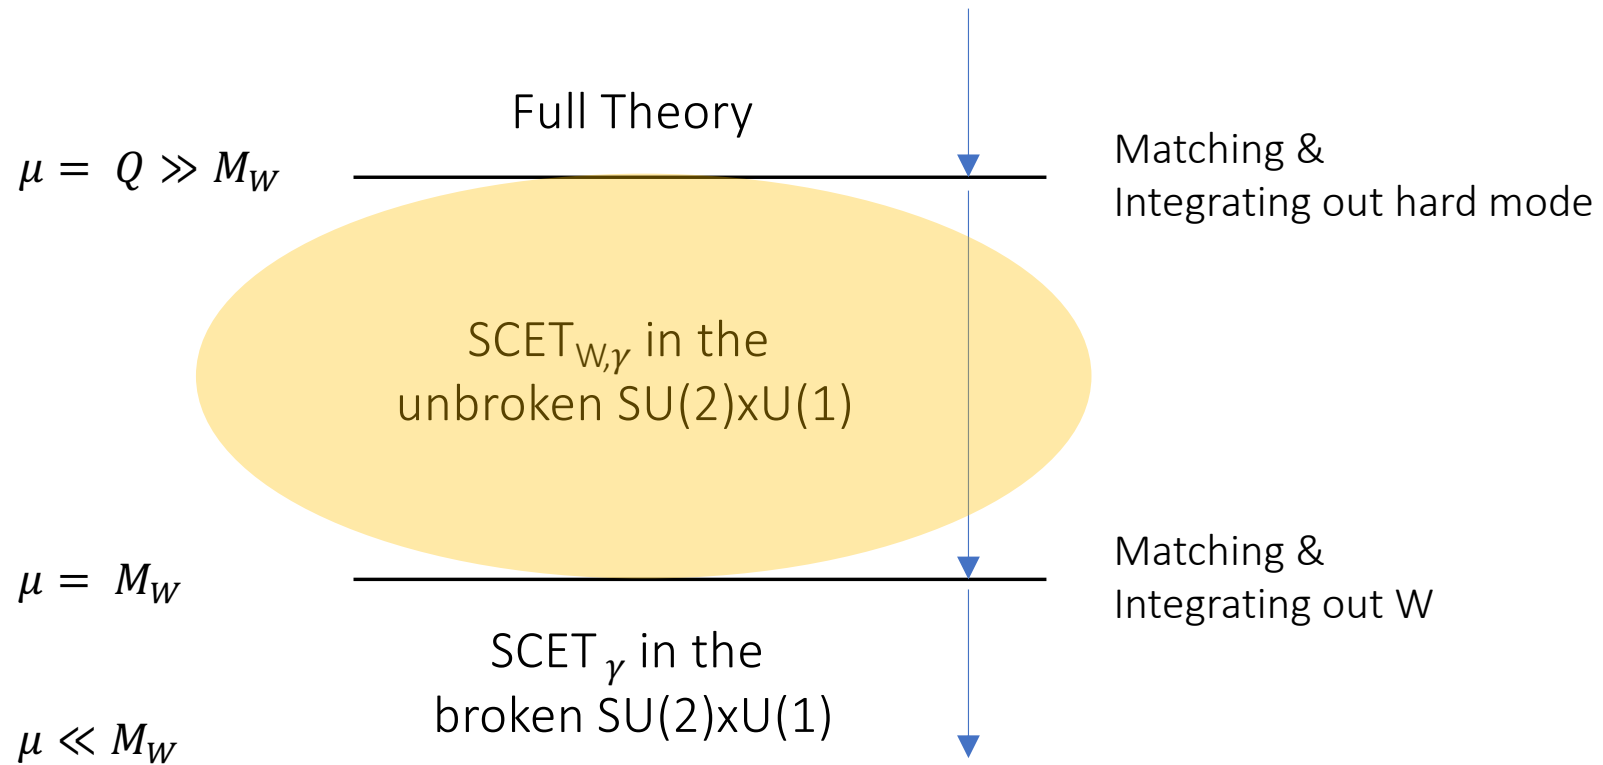 Full Theory
μ = Q ≫ M_W
Matching &
Integrating out hard mode
SCET_W,γ in the
unbroken SU(2)xU(1)
μ = M_W
Matching &
Integrating out W
SCET_γ in the
broken SU(2)xU(1)
μ ≪ M_W